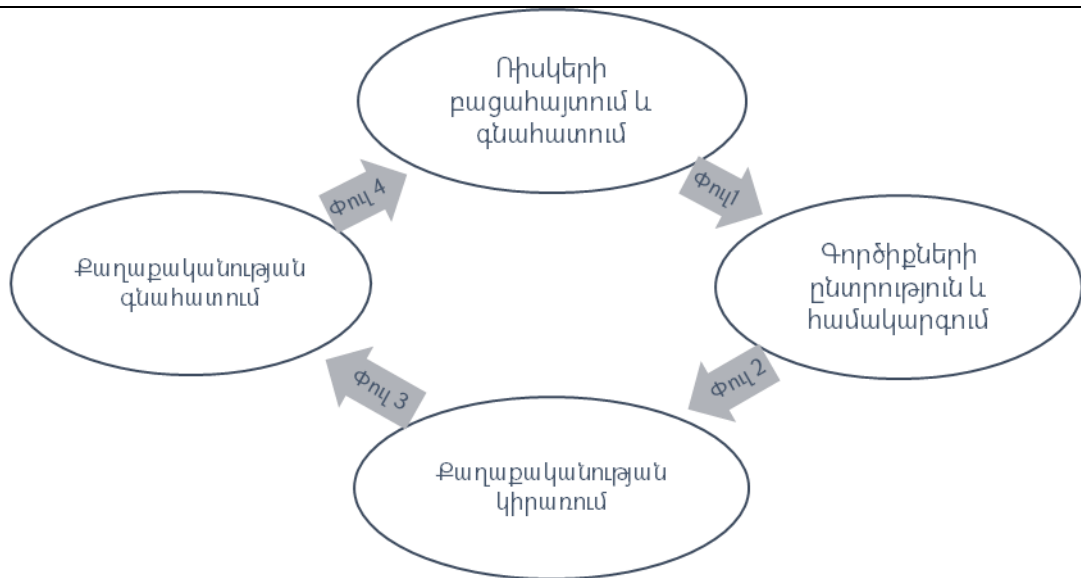 Ռիսկերի
բացահայտում և
գնահատում
Փուլ1
Գործիքների
ընտրություն և
համակարգում
Փուլ 2
Քաղաքականության
կիրառում
Փուլ 3
Քաղաքականության
գնահատում
Փուլ 4